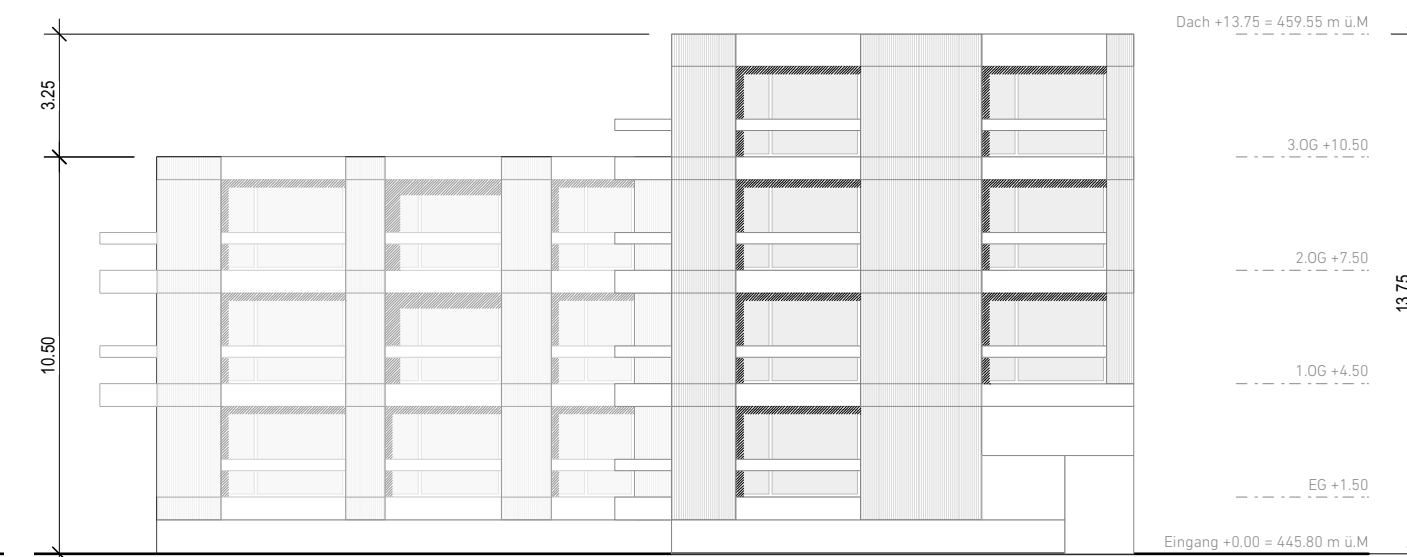 Dach +13.75 = 459.55 m ü.M
3.25
3.OG +10.50
2.OG +7.50
13.75
10.50
1.OG +4.50
EG +1.50
Eingang +0.00 = 445.80 m ü.M